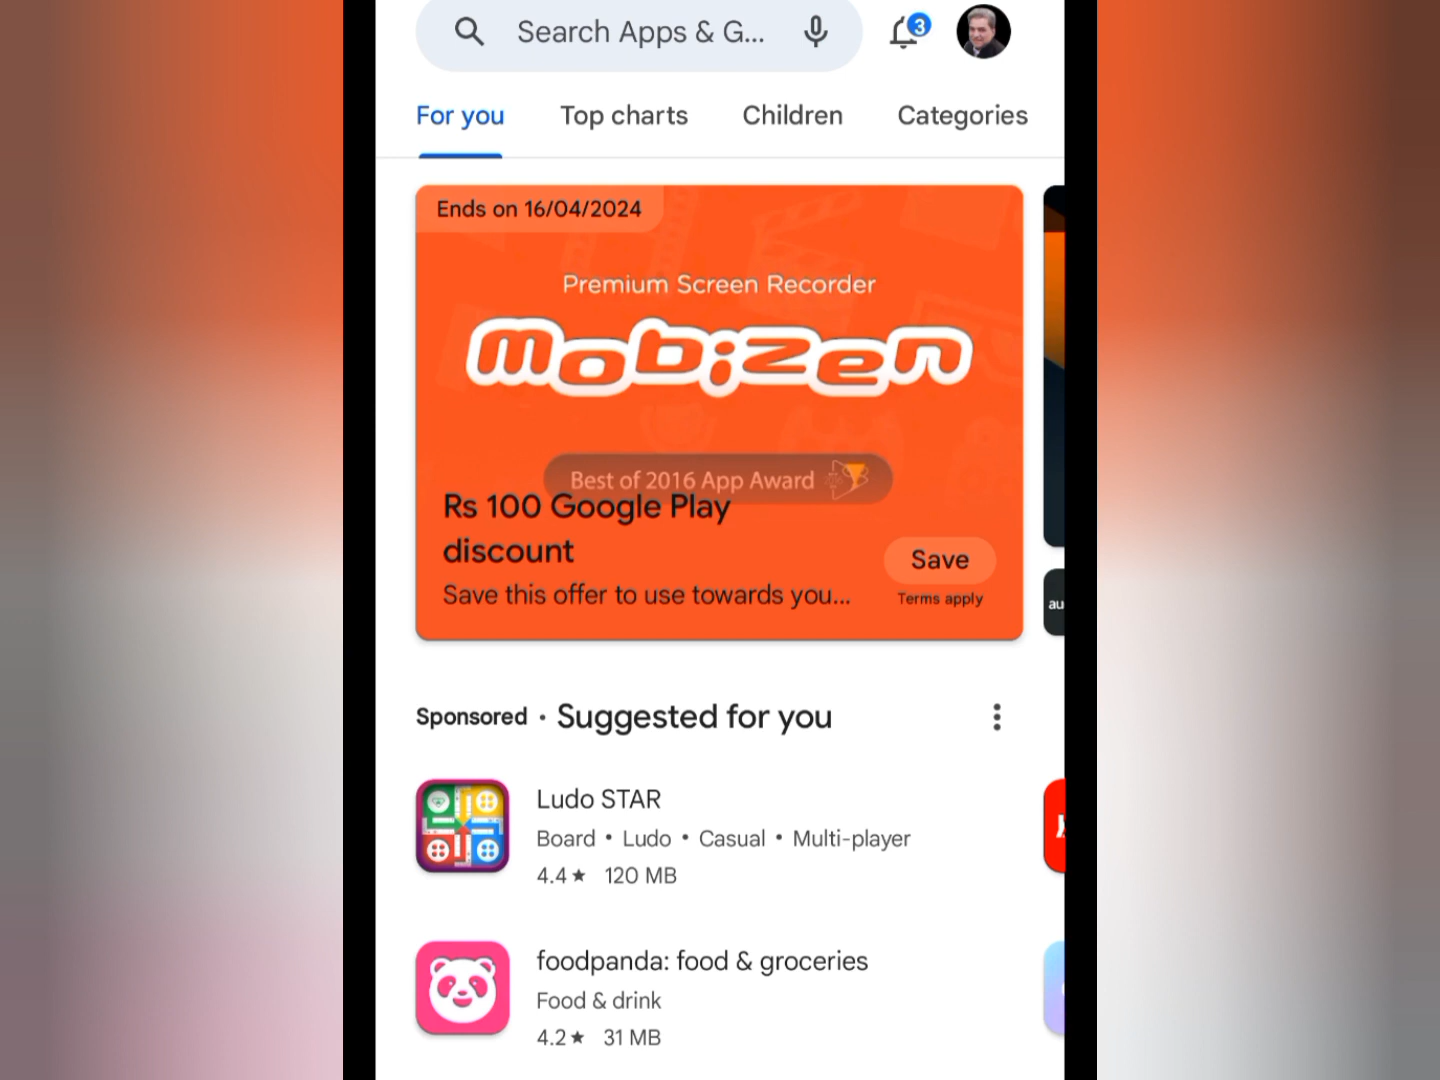 Search Apps & G...
3
For you
Top charts
Children
Categories
Ends on 16/04/2024
Premium Screen Recorder
mobizen
Best of 2016 App Award
Rs 100 Google Play
discount
Save
Save this offer to use towards you...
Terms apply
au
Sponsored • Suggested for you
Ludo STAR
Board • Ludo • Casual • Multi-player
4.4★ 120 MB
foodpanda: food & groceries
Food & drink
4.2★ 31 MB